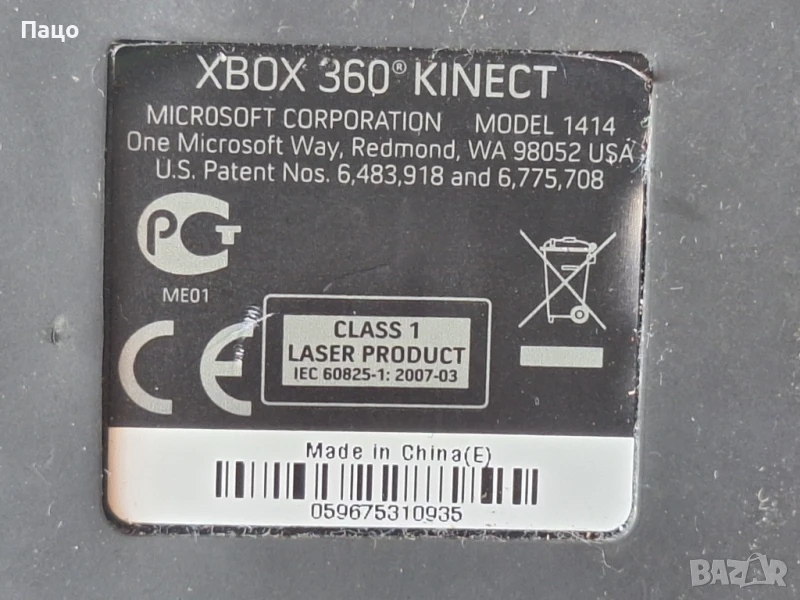 Пацо
XBOX 360® KINECT
MICROSOFT CORPORATION MODEL 1414
One Microsoft Way, Redmond, WA 98052 USA
U.S. Patent Nos. 6,483,918 and 6,775,708
РСТ
ME01
CE
CLASS 1
LASER PRODUCT
IEC 60825-1: 2007-03
Made in China(E)
059675310935
BAZAR